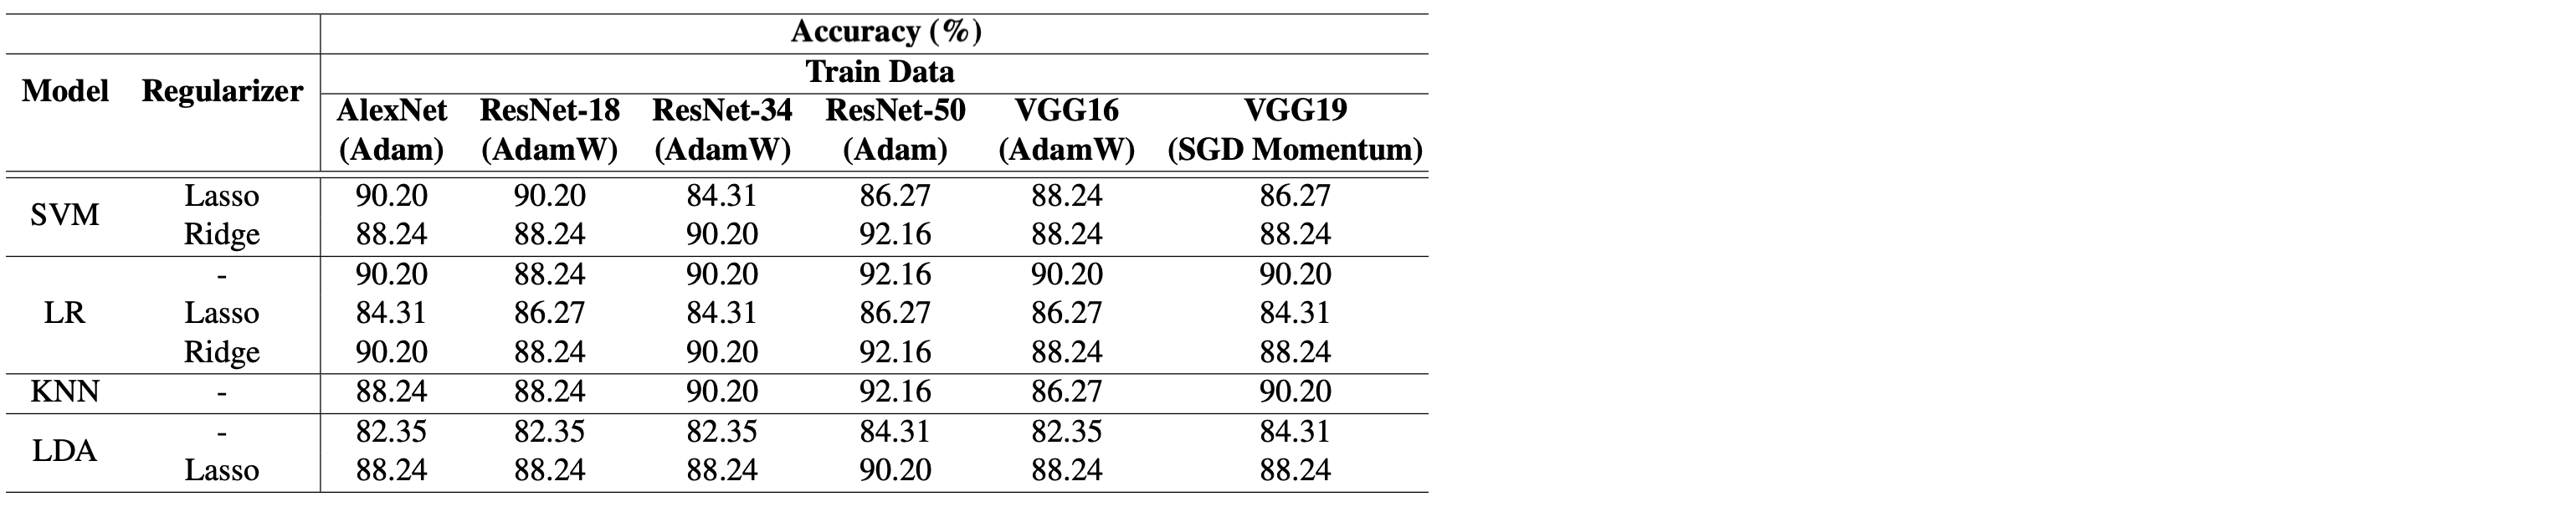 Accuracy (%)
Train Data
Model Regularizer
AlexNet ResNet-18 ResNet-34 ResNet-50 VGG16 VGG19
(Adam) (AdamW) (AdamW) (Adam) (AdamW) (SGD Momentum)
SVM
Lasso 90.20 90.20 84.31 86.27 88.24 86.27
Ridge 88.24 88.24 90.20 92.16 88.24 88.24
LR
- 90.20 88.24 90.20 92.16 90.20 90.20
Lasso 84.31 86.27 84.31 86.27 86.27 84.31
Ridge 90.20 88.24 90.20 92.16 88.24 88.24
KNN - 88.24 88.24 90.20 92.16 86.27 90.20
LDA
- 82.35 82.35 82.35 84.31 82.35 84.31
Lasso 88.24 88.24 88.24 90.20 88.24 88.24